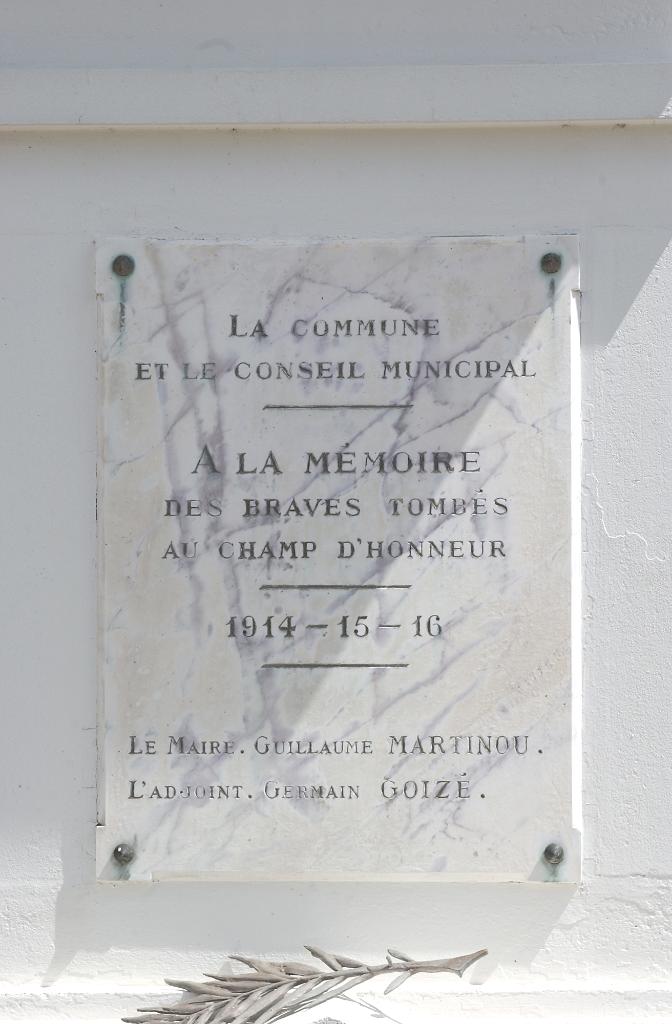 LA COMMUNE
ET LE CONSEIL MUNICIPAL
A LA MÉMOIRE
DES BRAVES TOMBÉS
AU CHAMP D'HONNEUR
1914 – 15 – 16
LE MAIRE. GUILLAUME MARTINOU.
L'ADJOINT. GERMAIN GOIZÉ.